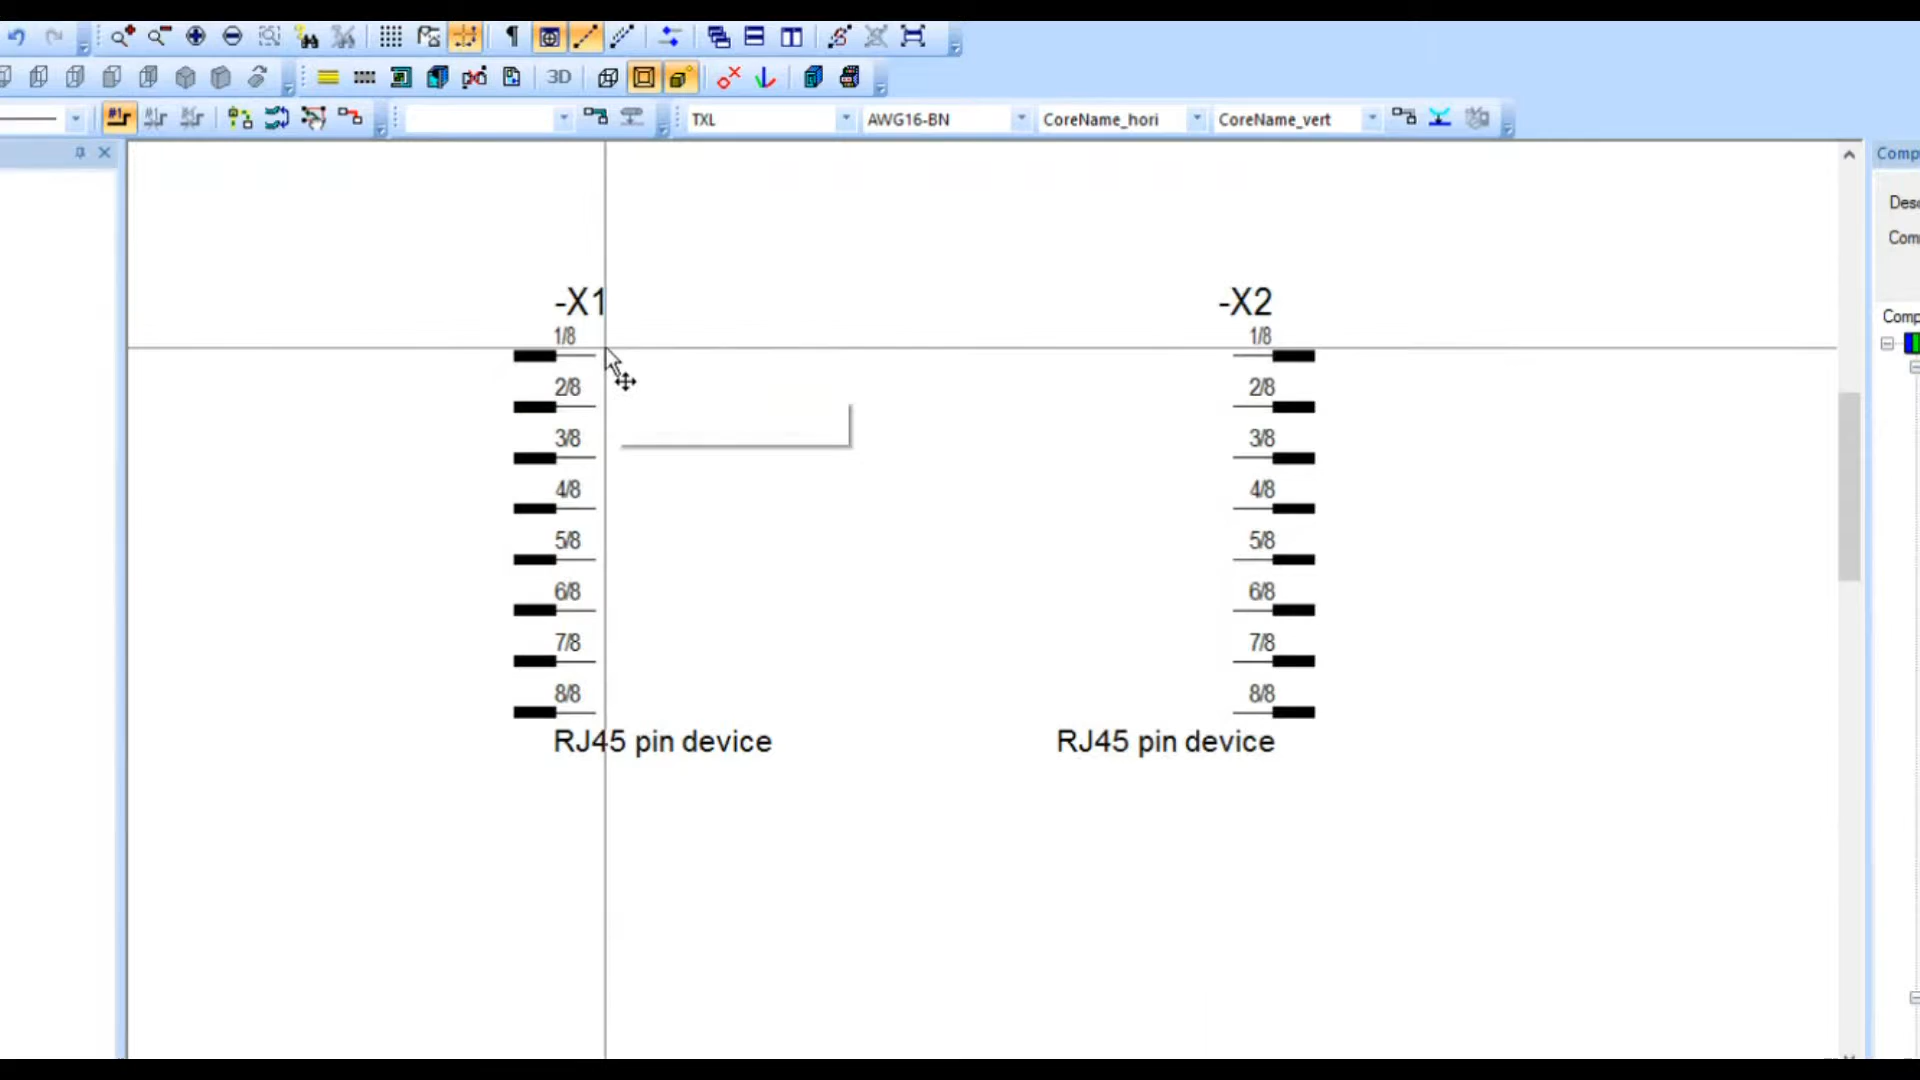 3D
TXL
AWG16-BN
CoreName_hori
CoreName_vert
Comp
Desc
Com
Comp
-X1
1/8
2/8
3/8
4/8
5/8
6/8
7/8
8/8
RJ45 pin device
-X2
1/8
2/8
3/8
4/8
5/8
6/8
7/8
8/8
RJ45 pin device